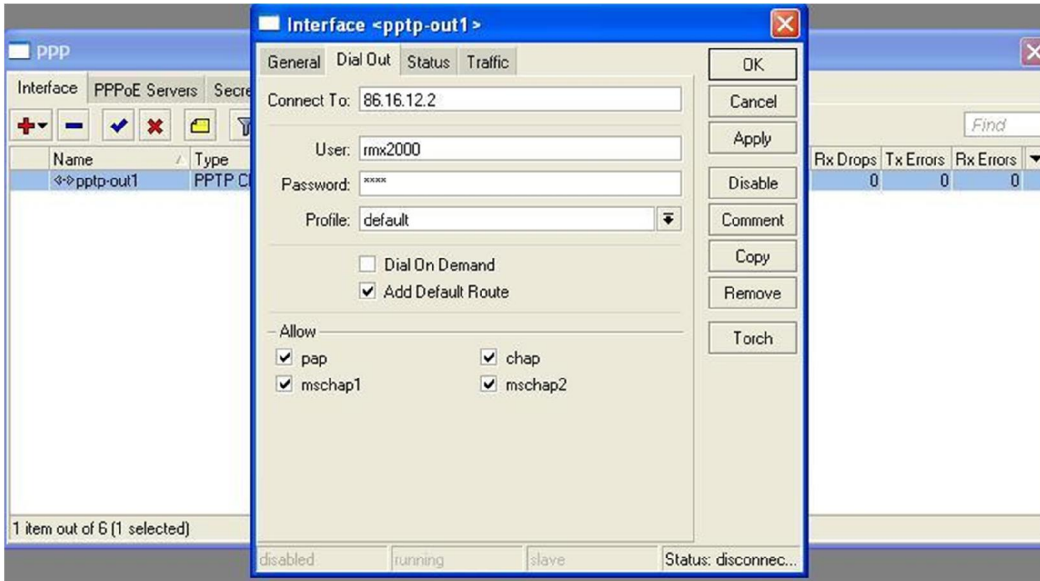 Interface <pptp-out1>
PPP
General Dial Out Status Traffic
OK
Interface PPPoE Servers Secre
Connect To: 86.16.12.2
Cancel
Find
Apply
User: rmx2000
Name Type
Rx Drops Tx Errors Rx Errors
pptp-out1 PPTP Cl
Password: ****
Disable
0 0 0
Profile: default
Comment
Dial On Demand
Copy
Add Default Route
Remove
Allow
Torch
pap chap
mschap1 mschap2
1 item out of 6 (1 selected)
disabled running slave Status: disconnec...